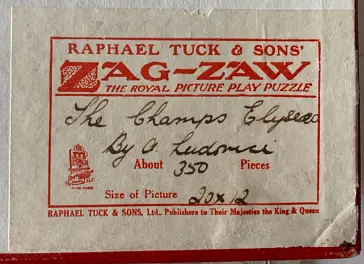 RAPHAEL TUCK & SONS'
ZAG-ZAW
THE ROYAL PICTURE PLAY PUZZLE
The Champs Elysees
By A. Ludovici
About 350 Pieces
Size of Picture 20 x 12
RAPHAEL TUCK & SONS, Ltd., Publishers to Their Majesties the King & Queen